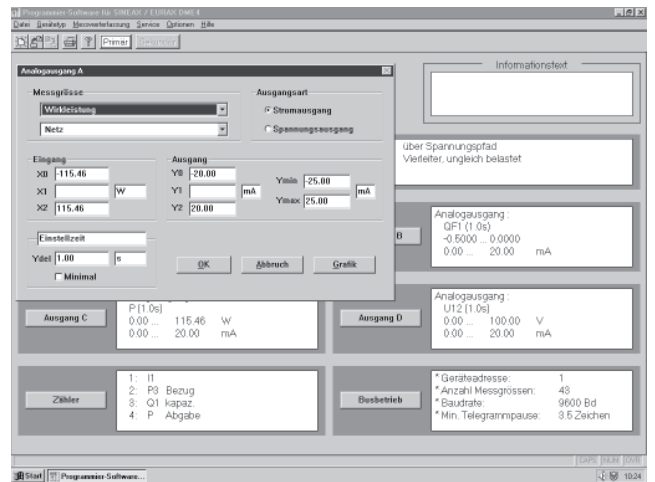 Programmier-Software für SINEAX / EURAX DME4
Datei Gerätetyp Messwerterfassung Service Optionen Hilfe
Primär
Informationstext
Analogausgang A
Messgrösse
Wirkleistung
Netz
Ausgangsart
Stromausgang
Spannungsausgang
Eingang
X0 -115.46
X1 W
X2 115.46
Ausgang
Y0 -20.00
Y1 mA
Y2 20.00
Ymin -25.00
Ymax 25.00
mA
Einstellzeit
Ydel 1.00 s
Minimal
OK Abbruch Grafik
über Spannungspfad
Vierleiter, ungleich belastet
B
Analogausgang :
QF1 (1.0s)
-0.5000 ... 0.0000
0.00 ... 20.00 mA
Ausgang C
P (1.0s)
0.00 ... 115.46 W
0.00 ... 20.00 mA
Ausgang D
Analogausgang :
U12 (1.0s)
0.00 ... 100.00 V
0.00 ... 20.00 mA
Zähler
1: I1
2: P3 Bezug
3: Q1 kapaz.
4: P Abgabe
Busbetrieb
* Geräteadresse: 1
* Anzahl Messgrössen: 43
* Baudrate: 9600 Bd
* Min. Telegrammpause: 3.5 Zeichen
CAPS NUM OVR
Start Programmier-Software...
10:24